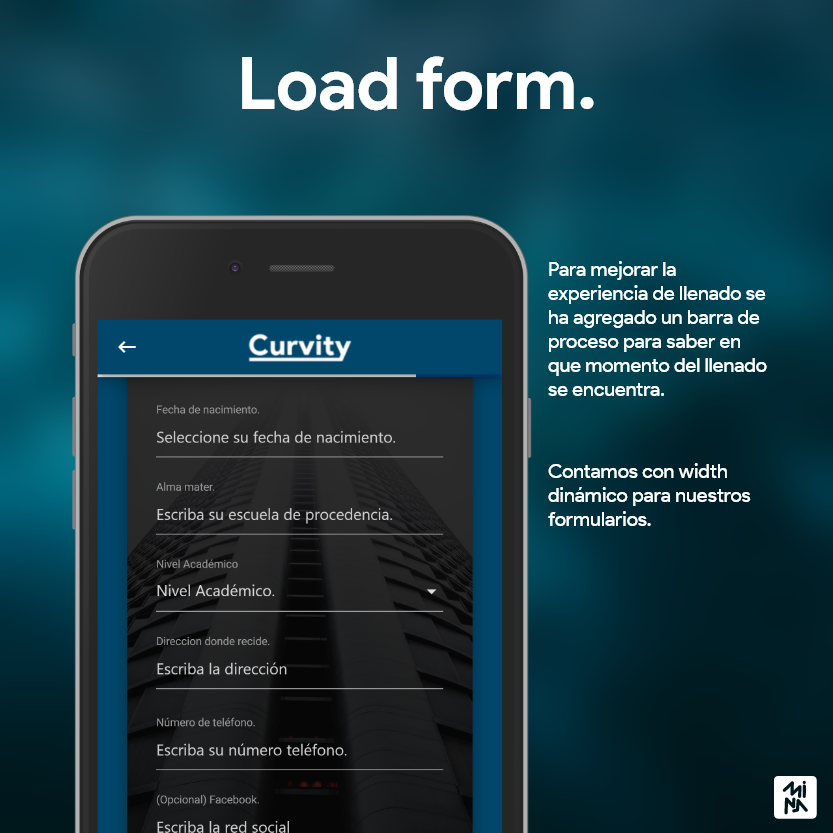 Load form.
Curvity
Fecha de nacimiento.
Seleccione su fecha de nacimiento.
Alma mater.
Escriba su escuela de procedencia.
Nivel Académico
Nivel Académico.
Direccion donde recide.
Escriba la dirección
Número de teléfono.
Escriba su número teléfono.
(Opcional) Facebook.
Escriba la red social
Para mejorar la
experiencia de llenado se
ha agregado un barra de
proceso para saber en
que momento del llenado
se encuentra.
Contamos con width
dinámico para nuestros
formularios.
MiNA